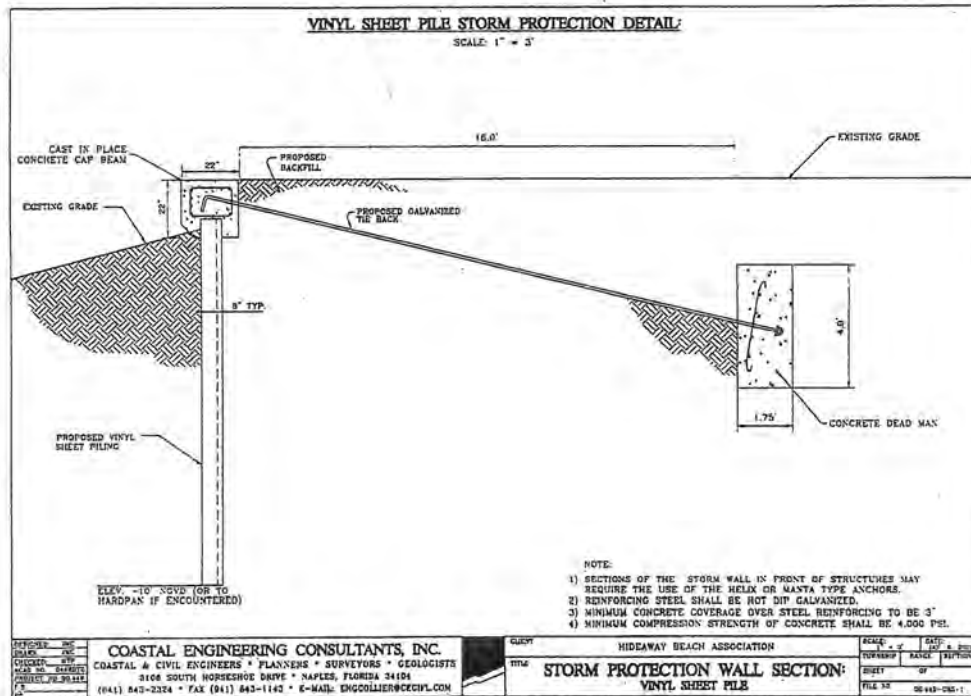 VINYL SHEET PILE STORM PROTECTION DETAIL:
SCALE: 1" = 3'
16.0'
EXISTING GRADE
CAST IN PLACE
CONCRETE CAP BEAM
22"
PROPOSED
BACKFILL
22"
EXISTING GRADE
PROPOSED GALVANIZED
TIE BACK
8" TYP.
4.0'
1.75'
CONCRETE DEAD MAN
PROPOSED VINYL
SHEET PILING
ELEV. -10' NGVD (OR TO
HARDPAN IF ENCOUNTERED)
NOTE:
1) SECTIONS OF THE STORM WALL IN FRONT OF STRUCTURES MAY
REQUIRE THE USE OF THE HELIX OR MANTA TYPE ANCHORS.
2) REINFORCING STEEL SHALL BE HOT DIP GALVANIZED.
3) MINIMUM CONCRETE COVERAGE OVER STEEL REINFORCING TO BE 3"
4) MINIMUM COMPRESSION STRENGTH OF CONCRETE SHALL BE 4,000 PSI.
DESIGNED:
DRAWN:
CHECKED:
ACAD NO.
PROJECT NO.
COASTAL ENGINEERING CONSULTANTS, INC.
COASTAL & CIVIL ENGINEERS * PLANNERS * SURVEYORS * GEOLOGISTS
3106 SOUTH HORSESHOE DRIVE * NAPLES, FLORIDA 34104
(941) 643-2324 * FAX (941) 643-1143 * E-MAIL: ENGCOLLIER@CECIFL.COM
CLIENT
HIDEAWAY BEACH ASSOCIATION
TITLE
STORM PROTECTION WALL SECTION:
VINYL SHEET PILE
SCALE:
DATE:
TOWNSHIP RANGE SECTION
SHEET OF
FILE NO.